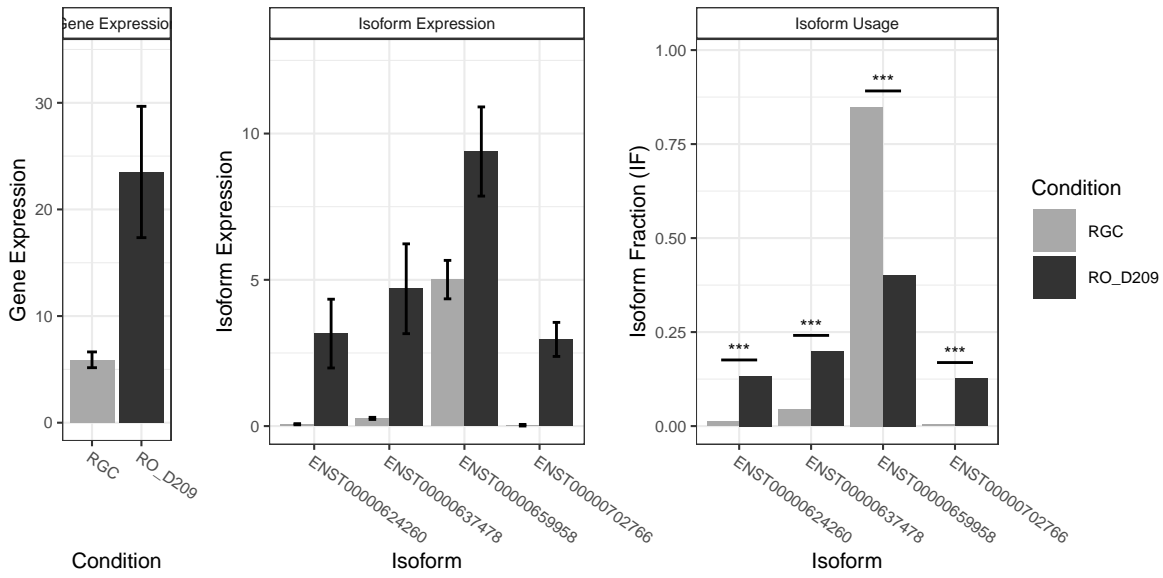 Gene Expression
Isoform Expression
Isoform Usage
Gene Expression
0
10
20
30
RGC
RO_D209
Condition
Isoform Expression
0
5
10
ENST00000624260
ENST00000637478
ENST00000659958
ENST00000702766
Isoform
Isoform Fraction (IF)
0.00
0.25
0.50
0.75
1.00
***
***
***
***
ENST00000624260
ENST00000637478
ENST00000659958
ENST00000702766
Isoform
Condition
RGC
RO_D209